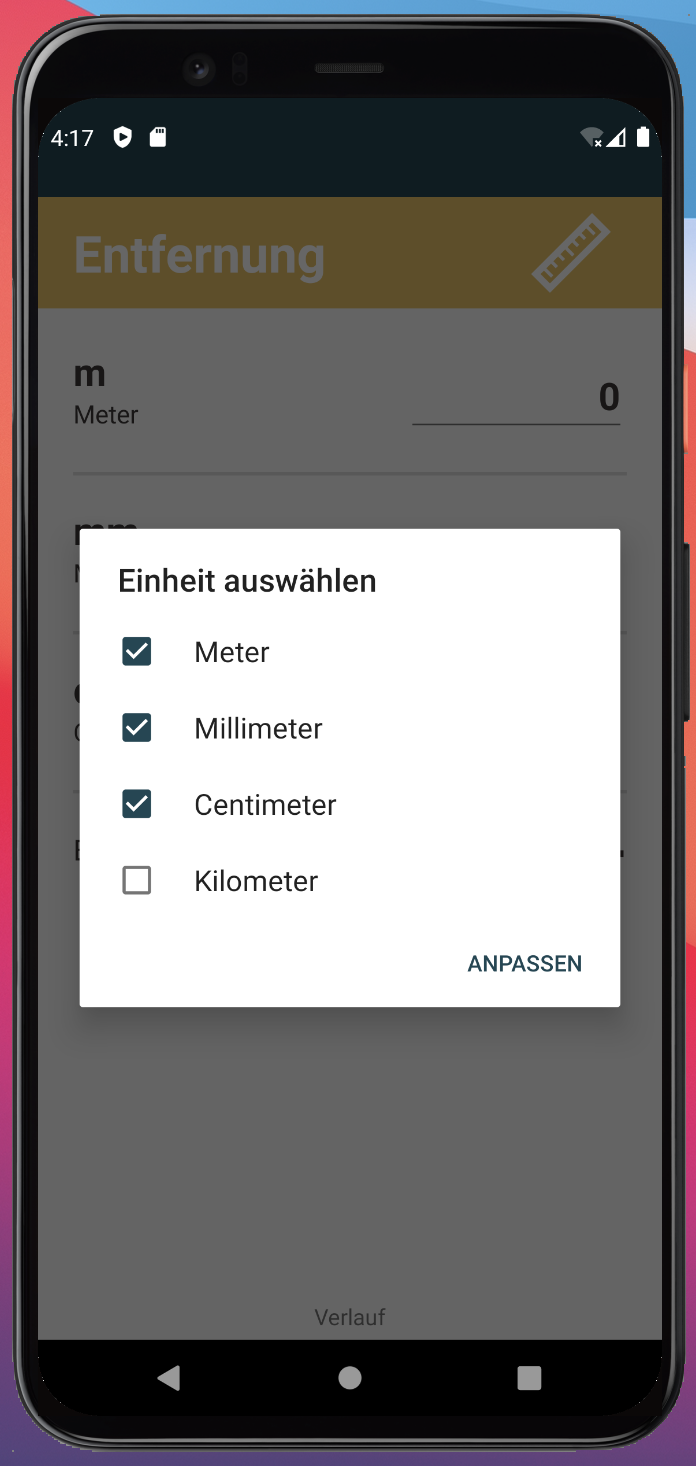 4:17
Entfernung
m
0
Meter
mm
Einheit auswählen
Meter
Millimeter
Centimeter
Kilometer
ANPASSEN
Verlauf